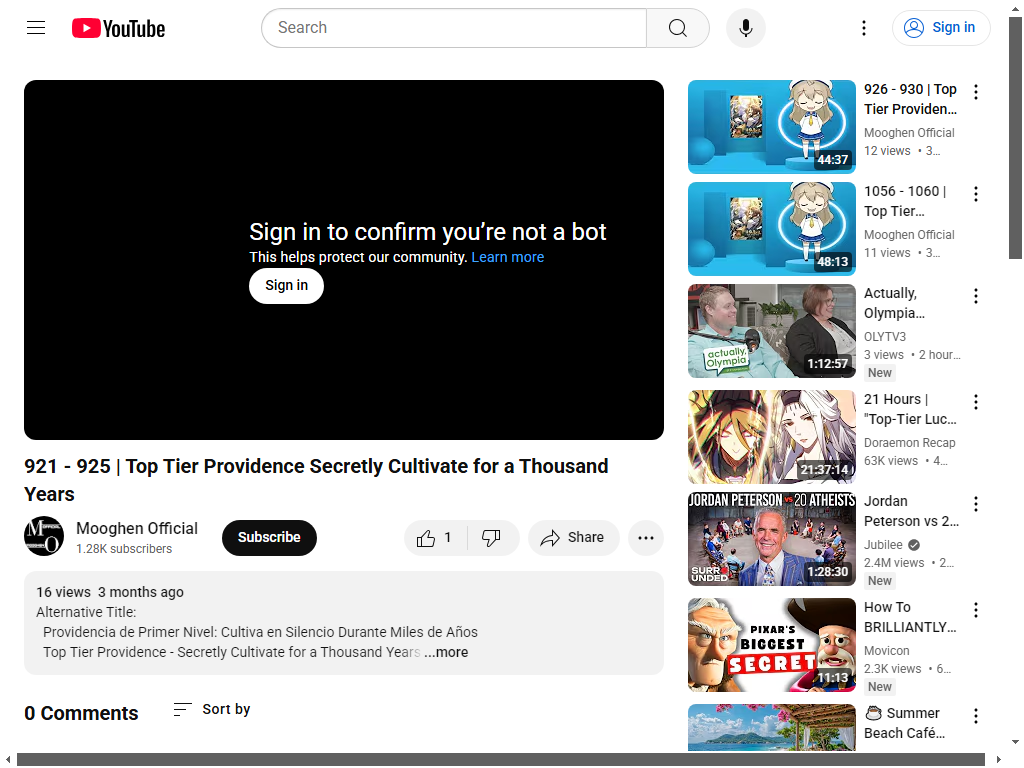 YouTube
Search
Sign in
Sign in to confirm you’re not a bot
This helps protect our community. Learn more
Sign in
921 - 925 | Top Tier Providence Secretly Cultivate for a Thousand
Years
Mooghen Official
1.28K subscribers
Subscribe
1
Share
16 views 3 months ago
Alternative Title:
Providencia de Primer Nivel: Cultiva en Silencio Durante Miles de Años
Top Tier Providence - Secretly Cultivate for a Thousand Years ...more
0 Comments
Sort by
44:37
926 - 930 | Top
Tier Providen...
Mooghen Official
12 views • 3...
48:13
1056 - 1060 |
Top Tier...
Mooghen Official
11 views • 3...
actually,
Olympia
1:12:57
Actually,
Olympia...
OLYTV3
3 views • 2 hour...
New
21:37:14
21 Hours |
"Top-Tier Luc...
Doraemon Recap
63K views • 4...
JORDAN PETERSON VS 20 ATHEISTS
SURROUNDED
1:28:30
Jordan
Peterson vs 2...
Jubilee
2.4M views • 2...
New
PIXAR'S
BIGGEST
SECRET
11:13
How To
BRILLIANTLY...
Movicon
2.3K views • 6...
New
Summer
Beach Café...